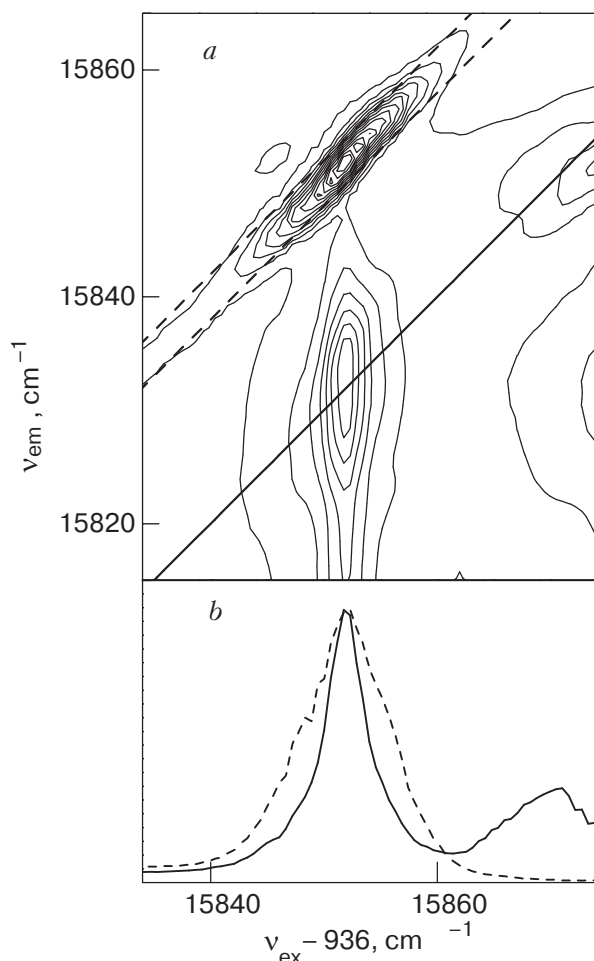 a
15860
15840
15820
ν_em , cm⁻¹
b
15840 15860
ν_ex – 936, cm ⁻¹